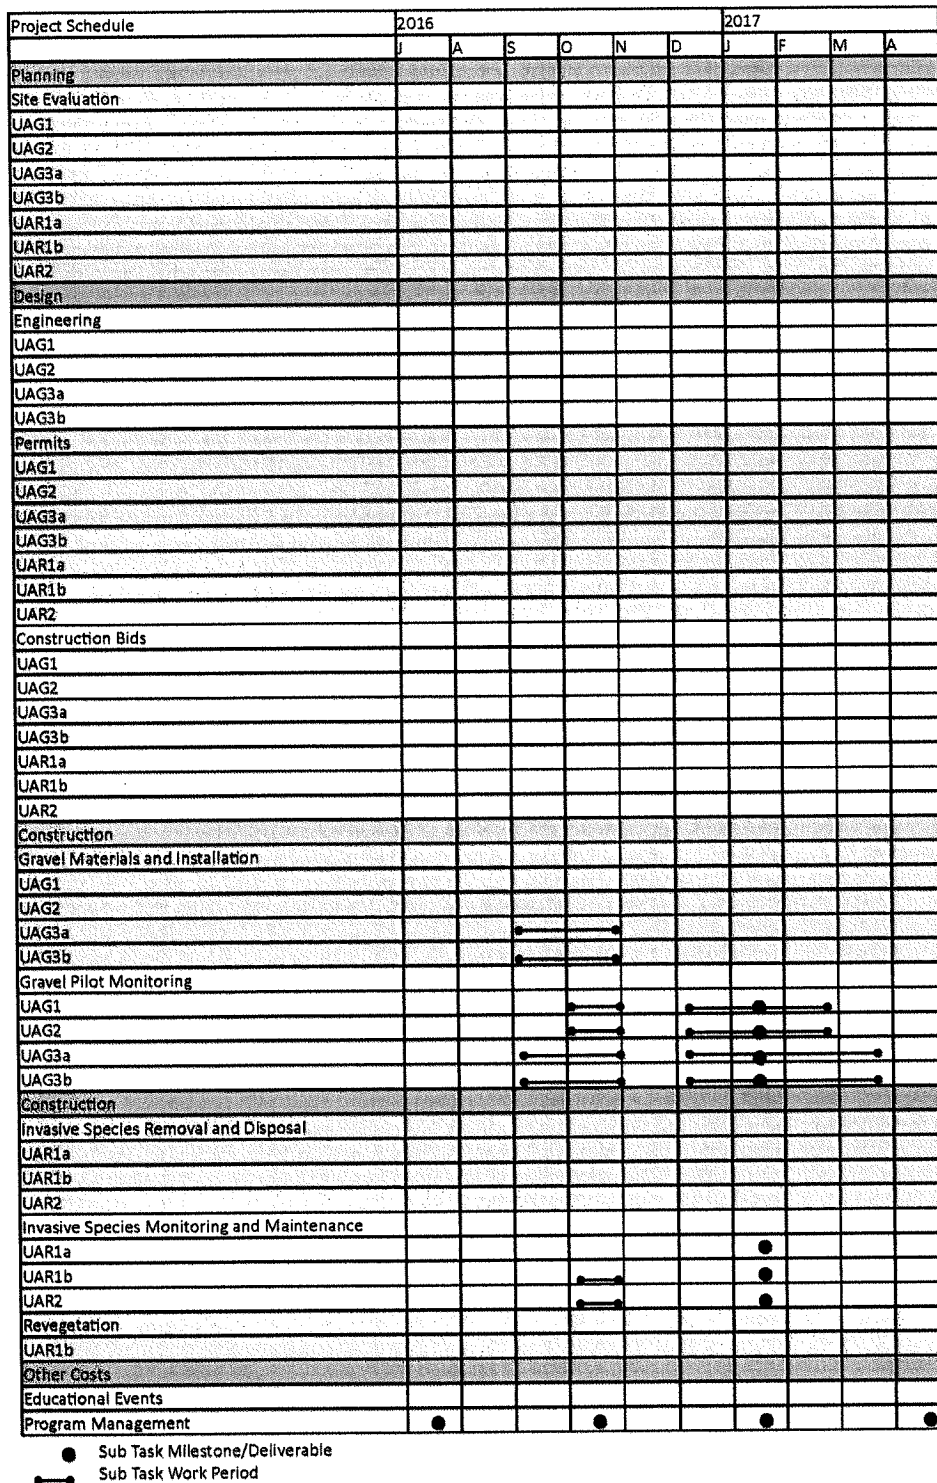 Project Schedule 2016 2017
J A S O N D J F M A
Planning
Site Evaluation
UAG1
UAG2
UAG3a
UAG3b
UAR1a
UAR1b
UAR2
Design
Engineering
UAG1
UAG2
UAG3a
UAG3b
Permits
UAG1
UAG2
UAG3a
UAG3b
UAR1a
UAR1b
UAR2
Construction Bids
UAG1
UAG2
UAG3a
UAG3b
UAR1a
UAR1b
UAR2
Construction
Gravel Materials and Installation
UAG1
UAG2
UAG3a
UAG3b
Gravel Pilot Monitoring
UAG1
UAG2
UAG3a
UAG3b
Construction
Invasive Species Removal and Disposal
UAR1a
UAR1b
UAR2
Invasive Species Monitoring and Maintenance
UAR1a
UAR1b
UAR2
Revegetation
UAR1b
Other Costs
Educational Events
Program Management
Sub Task Milestone/Deliverable
Sub Task Work Period